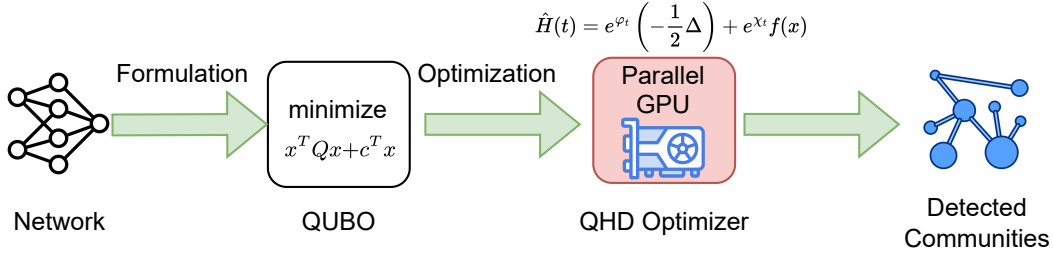 Ĥ(t) = e^{φ_t} (−1/2 Δ) + e^{χ_t} f(x)
Formulation
Optimization
Parallel
GPU
minimize
x^T Qx+c^T x
Network
QUBO
QHD Optimizer
Detected
Communities